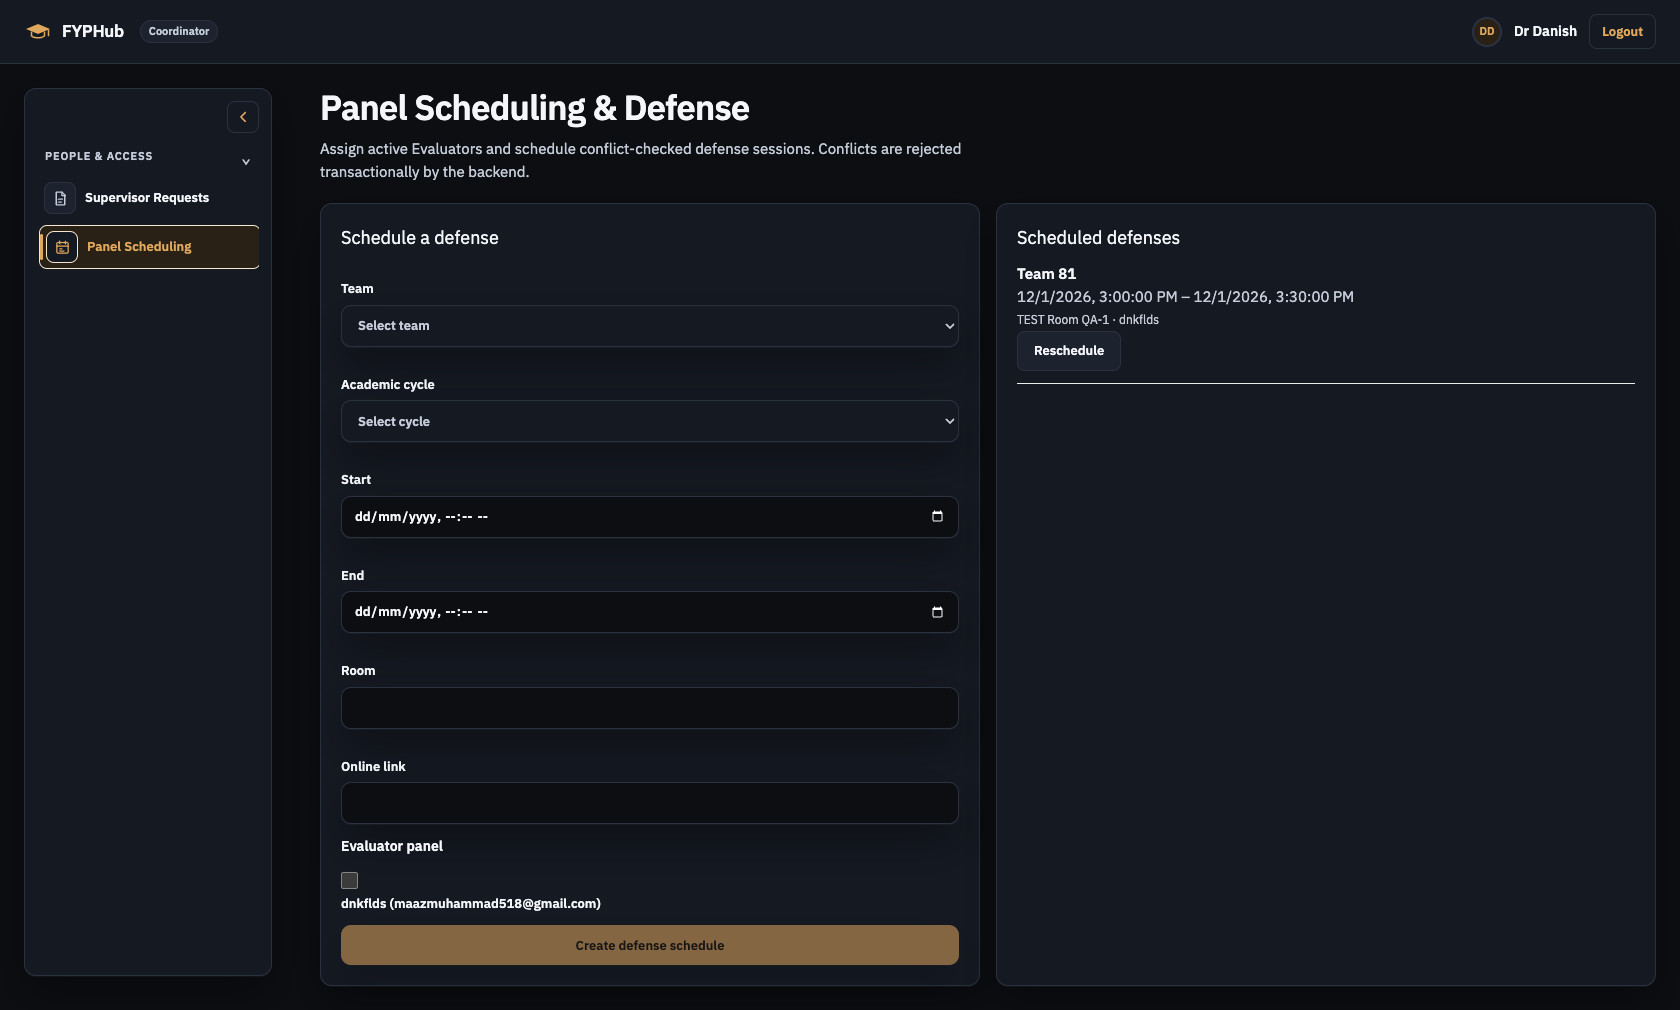 FYPHub
Coordinator
DD
Dr Danish
Logout
PEOPLE & ACCESS
Supervisor Requests
Panel Scheduling
Panel Scheduling & Defense
Assign active Evaluators and schedule conflict-checked defense sessions. Conflicts are rejected
transactionally by the backend.
Schedule a defense
Team
Select team
Academic cycle
Select cycle
Start
dd/mm/yyyy, --:-- --
End
dd/mm/yyyy, --:-- --
Room
Online link
Evaluator panel
dnkflds (maazmuhammad518@gmail.com)
Create defense schedule
Scheduled defenses
Team 81
12/1/2026, 3:00:00 PM – 12/1/2026, 3:30:00 PM
TEST Room QA-1 · dnkflds
Reschedule